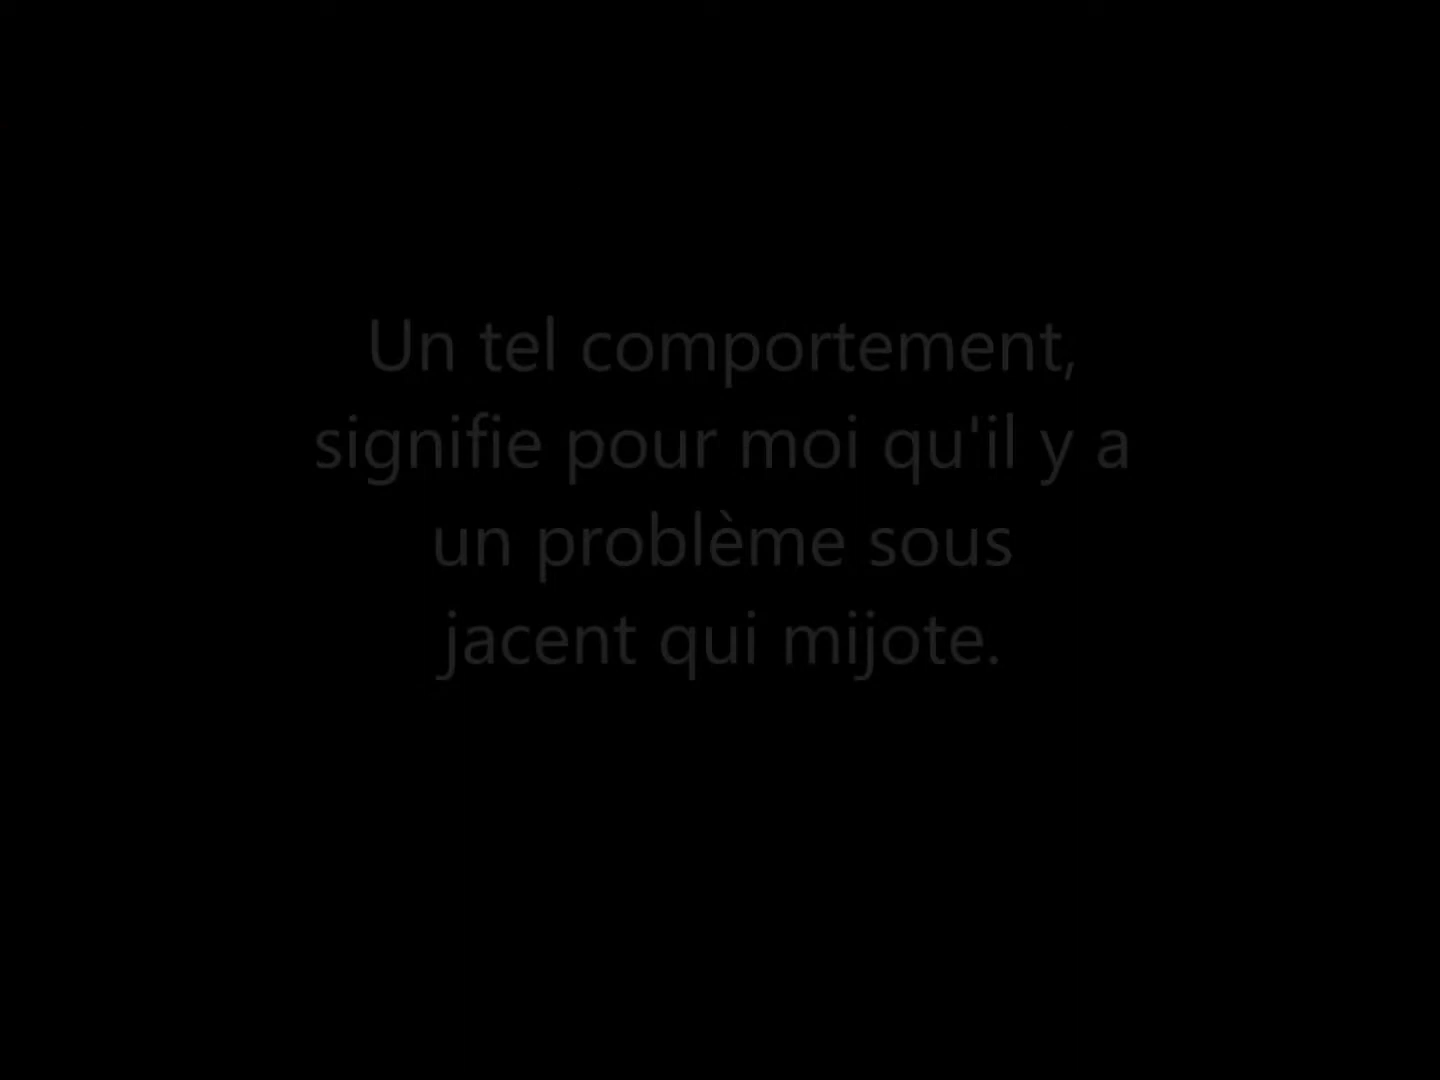 Un tel comportement,
signifie pour moi qu'il y a
un problème sous
jacent qui mijote.